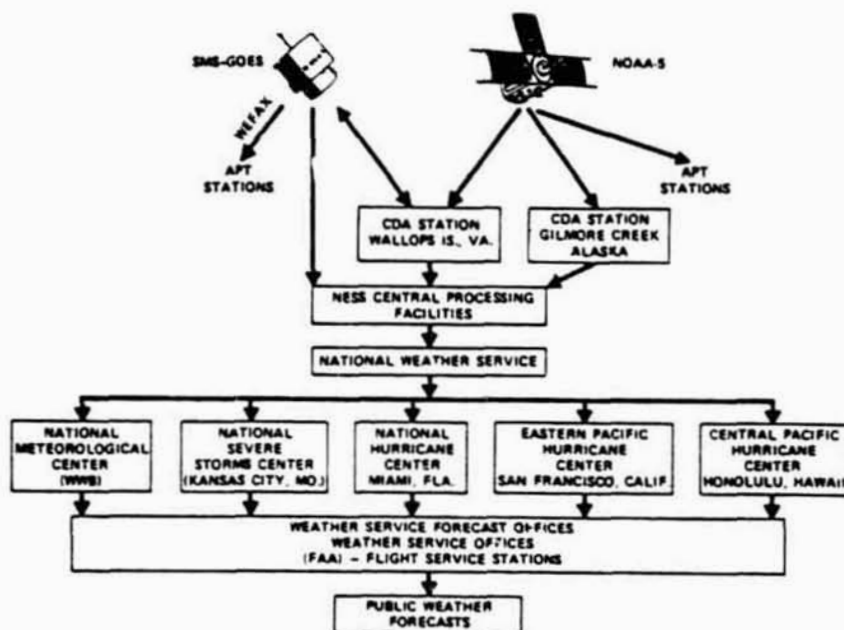 SMS-GOES
NOAA-5
WEFAX
APT
STATIONS
APT
STATIONS
CDA STATION
WALLOPS IS., VA.
CDA STATION
GILMORE CREEK
ALASKA
NESS CENTRAL PROCESSING
FACILITIES
NATIONAL WEATHER SERVICE
NATIONAL
METEOROLOGICAL
CENTER
(WWB)
NATIONAL
SEVERE
STORMS CENTER
(KANSAS CITY, MO.)
NATIONAL
HURRICANE
CENTER
MIAMI, FLA.
EASTERN PACIFIC
HURRICANE
CENTER
SAN FRANCISCO, CALIF.
CENTRAL PACIFIC
HURRICANE
CENTER
HONOLULU, HAWAII
WEATHER SERVICE FORECAST OFFICES
WEATHER SERVICE OFFICES
(FAA) - FLIGHT SERVICE STATIONS
PUBLIC WEATHER
FORECASTS